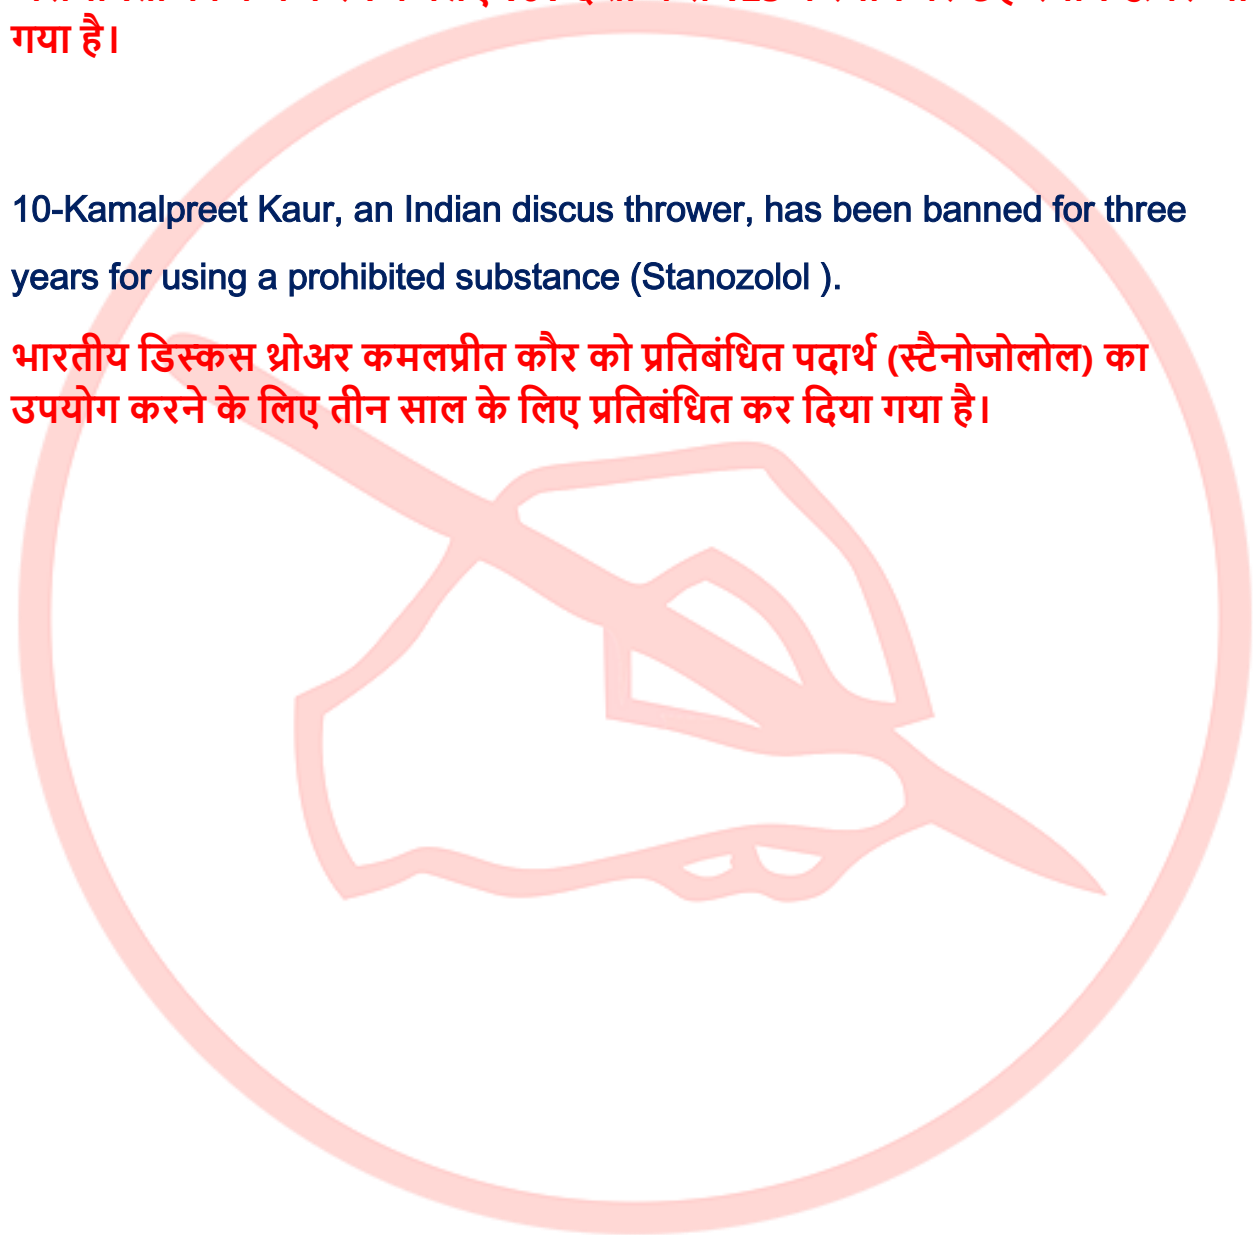 गया है।
10-Kamalpreet Kaur, an Indian discus thrower, has been banned for three
years for using a prohibited substance (Stanozolol ).
भारतीय डिस्कस थ्रोअर कमलप्रीत कौर को प्रतिबंधित पदार्थ (स्टैनोजोलोल) का
उपयोग करने के लिए तीन साल के लिए प्रतिबंधित कर दिया गया है।